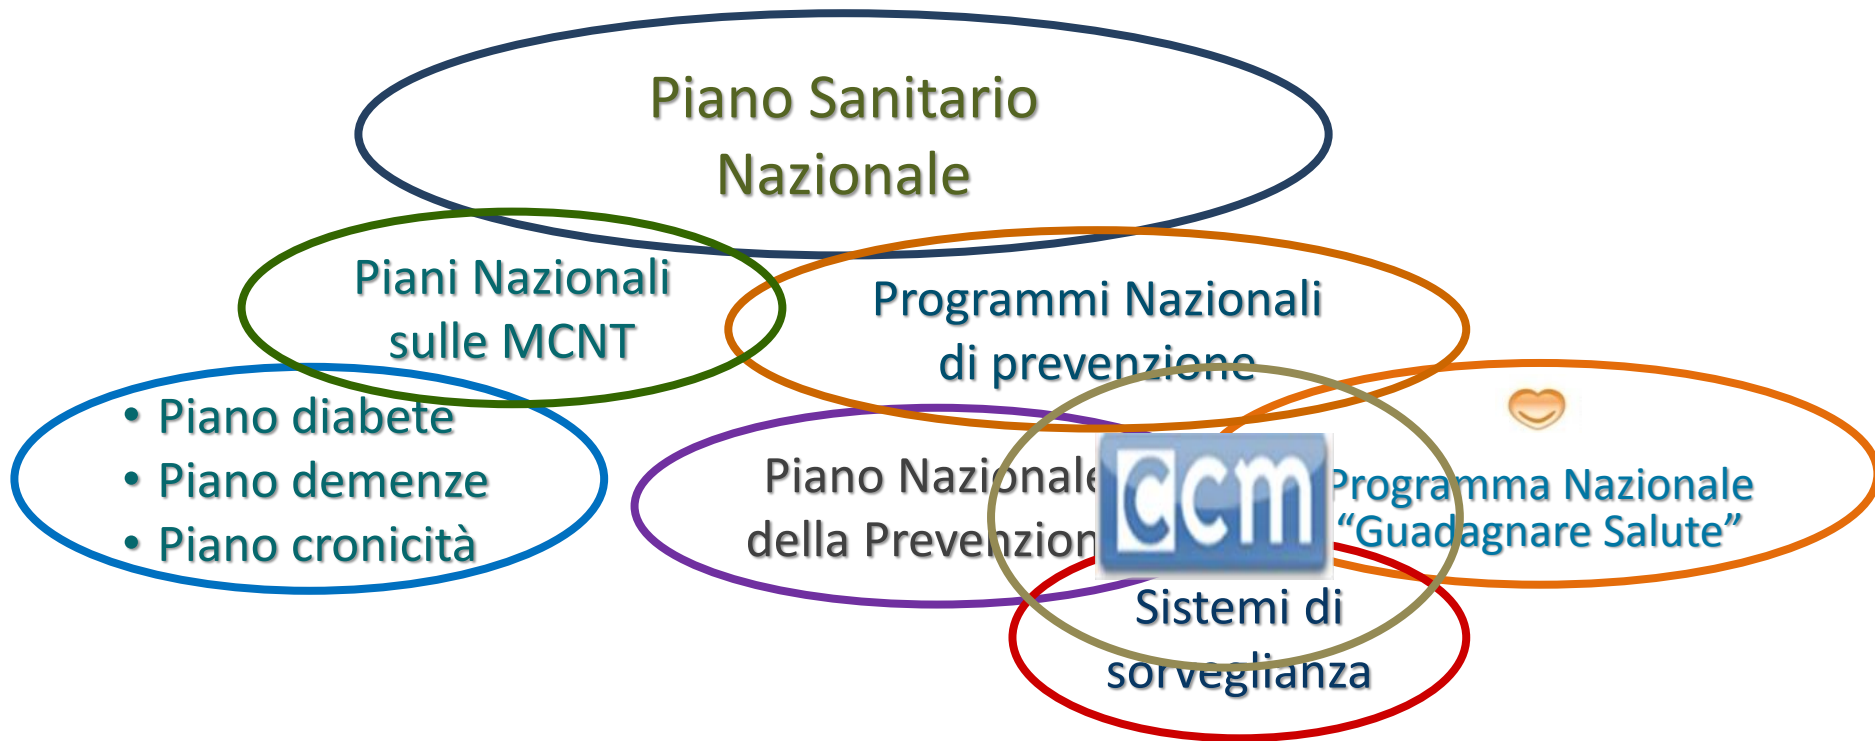 Piano Sanitario
Nazionale
Piani Nazionali
sulle MCNT
Programmi Nazionali
di prevenzione
• Piano diabete
• Piano demenze
• Piano cronicità
Piano Nazionale
della Prevenzion
ccm
Programma Nazionale
“Guadagnare Salute”
Sistemi di
sorveglianza